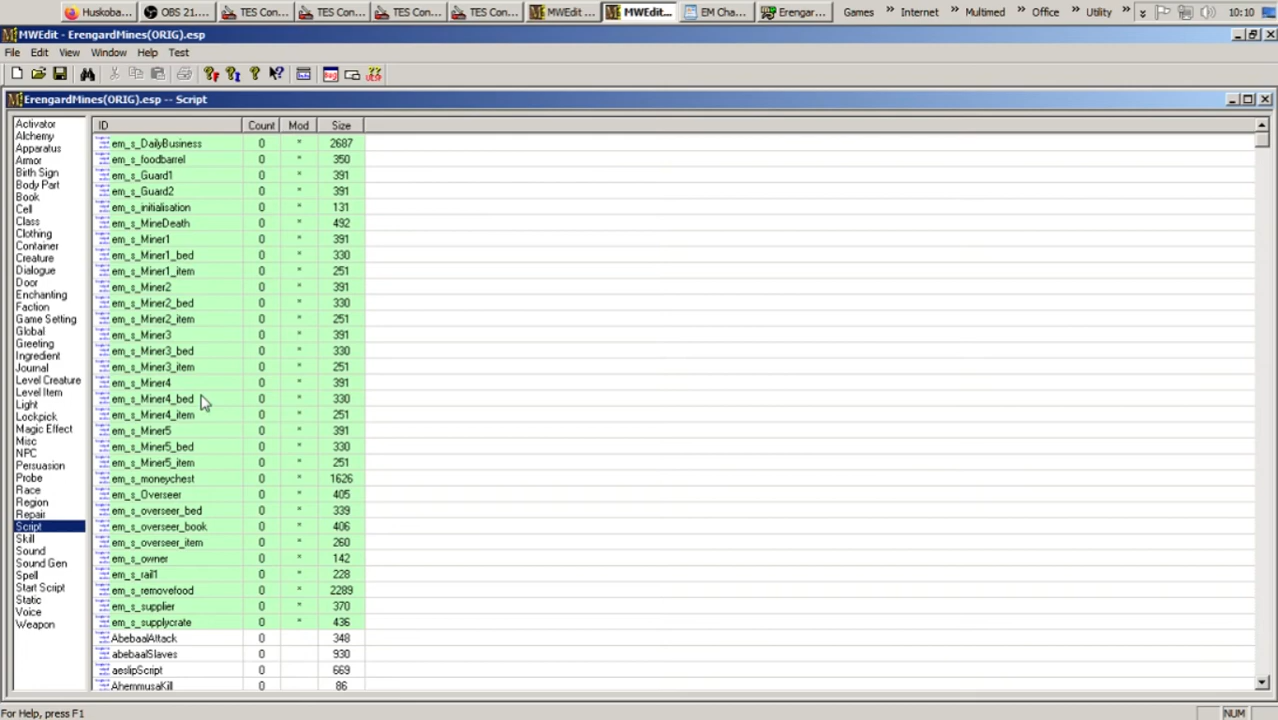 Huskoba... OBS 21.... TES Con... TES Con... TES Con... TES Con... MWEdit ... MWEdit... EM Cha... Erengar... Games » Internet » Multimed » Office » Utility » 10:10
MWEdit - ErengardMines(ORIG).esp
File Edit View Window Help Test
ErengardMines(ORIG).esp -- Script
Activator
Alchemy
Apparatus
Armor
Birth Sign
Body Part
Book
Cell
Class
Clothing
Container
Creature
Dialogue
Door
Enchanting
Faction
Game Setting
Global
Greeting
Ingredient
Journal
Level Creature
Level Item
Light
Lockpick
Magic Effect
Misc
NPC
Persuasion
Probe
Race
Region
Repair
Script
Skill
Sound
Sound Gen
Spell
Start Script
Static
Voice
Weapon
ID Count Mod Size
em_s_DailyBusiness 0 * 2687
em_s_foodbarrel 0 * 350
em_s_Guard1 0 * 391
em_s_Guard2 0 * 391
em_s_initialisation 0 * 131
em_s_MineDeath 0 * 492
em_s_Miner1 0 * 391
em_s_Miner1_bed 0 * 330
em_s_Miner1_item 0 * 251
em_s_Miner2 0 * 391
em_s_Miner2_bed 0 * 330
em_s_Miner2_item 0 * 251
em_s_Miner3 0 * 391
em_s_Miner3_bed 0 * 330
em_s_Miner3_item 0 * 251
em_s_Miner4 0 * 391
em_s_Miner4_bed 0 * 330
em_s_Miner4_item 0 * 251
em_s_Miner5 0 * 391
em_s_Miner5_bed 0 * 330
em_s_Miner5_item 0 * 251
em_s_moneychest 0 * 1626
em_s_Overseer 0 * 405
em_s_overseer_bed 0 * 339
em_s_overseer_book 0 * 406
em_s_overseer_item 0 * 260
em_s_owner 0 * 142
em_s_rail1 0 * 228
em_s_removefood 0 * 2289
em_s_supplier 0 * 370
em_s_supplycrate 0 * 436
AbebaalAttack 0 348
abebaalSlaves 0 930
aeslipScript 0 669
AhemmusaKill 0 86
For Help, press F1 NUM